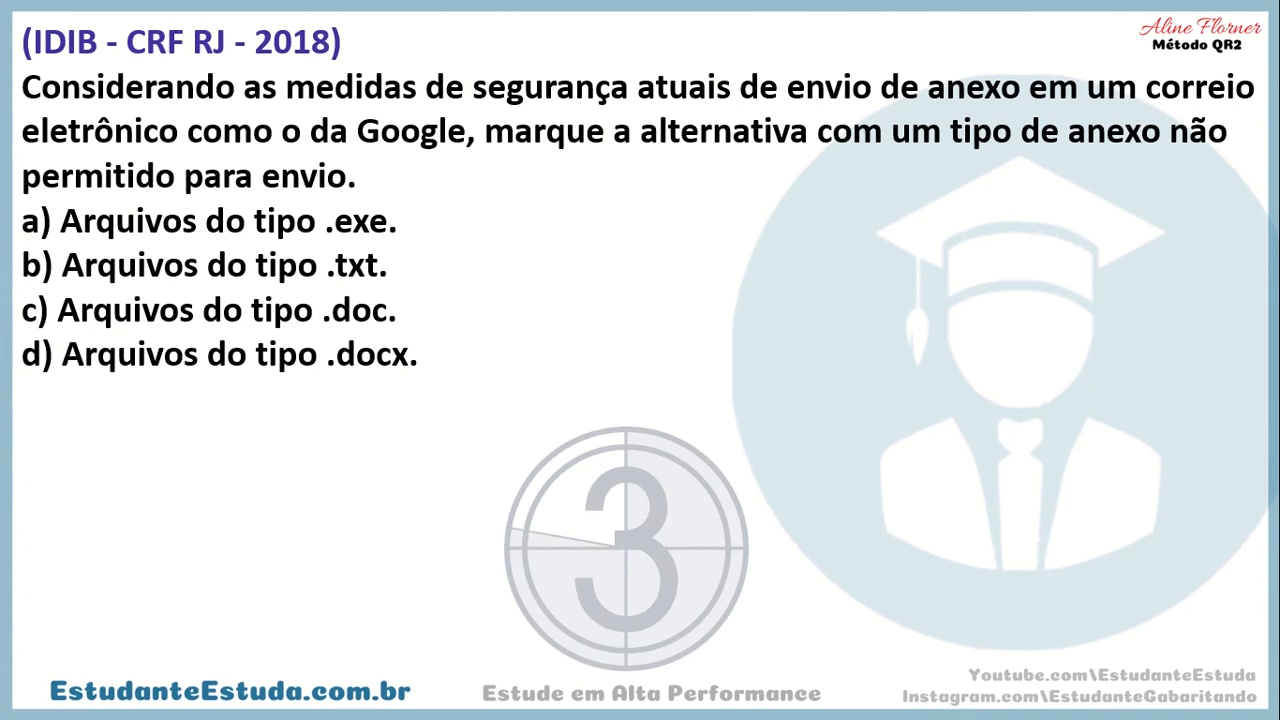 (IDIB - CRF RJ - 2018)
Aline Florner
Método QR2
Considerando as medidas de segurança atuais de envio de anexo em um correio
eletrônico como o da Google, marque a alternativa com um tipo de anexo não
permitido para envio.
a) Arquivos do tipo .exe.
b) Arquivos do tipo .txt.
c) Arquivos do tipo .doc.
d) Arquivos do tipo .docx.
3
EstudanteEstuda.com.br
Estude em Alta Performance
Youtube.com\EstudanteEstuda
Instagram.com\EstudanteGabaritando